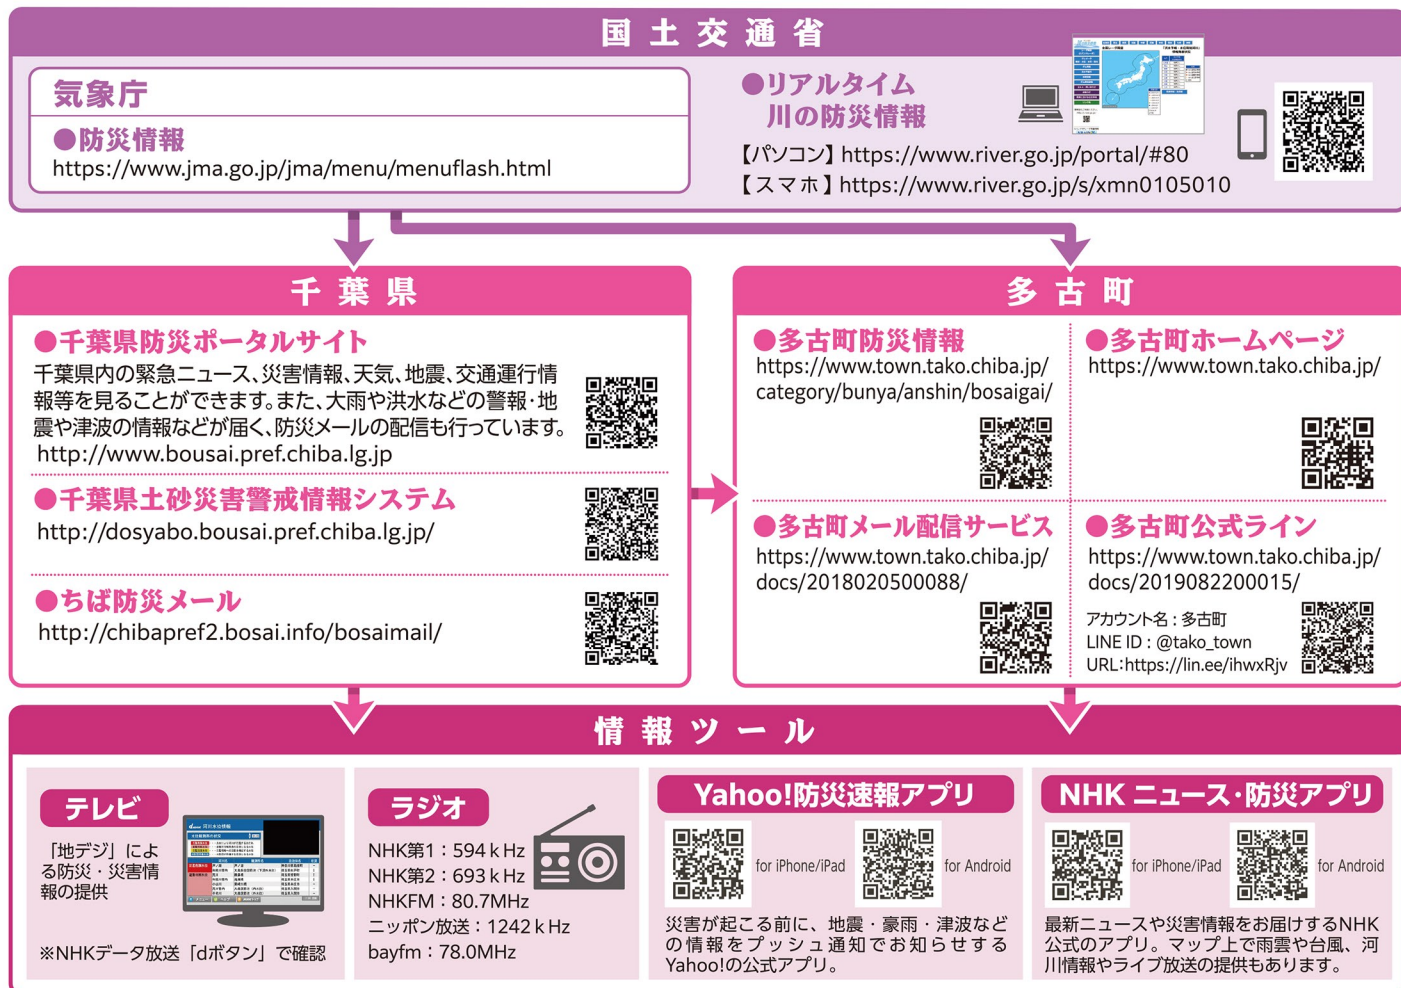 国土交通省
気象庁
●防災情報
https://www.jma.go.jp/jma/menu/menuflash.html
●リアルタイム
川の防災情報
【パソコン】https://www.river.go.jp/portal/#80
【スマホ】https://www.river.go.jp/s/xmn0105010
千葉県
●千葉県防災ポータルサイト
千葉県内の緊急ニュース、災害情報、天気、地震、交通運行情
報等を見ることができます。また、大雨や洪水などの警報・地
震や津波の情報などが届く、防災メールの配信も行っています。
http://www.bousai.pref.chiba.lg.jp
●千葉県土砂災害警戒情報システム
http://dosyabo.bousai.pref.chiba.lg.jp/
●ちば防災メール
http://chibapref2.bosai.info/bosaimail/
多古町
●多古町防災情報
https://www.town.tako.chiba.jp/
category/bunya/anshin/bosaigai/
●多古町ホームページ
https://www.town.tako.chiba.jp/
●多古町メール配信サービス
https://www.town.tako.chiba.jp/
docs/2018020500088/
●多古町公式ライン
https://www.town.tako.chiba.jp/
docs/2019082200015/
アカウント名：多古町
LINE ID：@tako_town
URL:https://lin.ee/ihwxRjv
情報ツール
テレビ
「地デジ」によ
る防災・災害情
報の提供
※NHKデータ放送「dボタン」で確認
ラジオ
NHK第1：594ｋHz
NHK第2：693ｋHz
NHKFM：80.7MHz
ニッポン放送：1242ｋHz
bayfm：78.0MHz
Yahoo!防災速報アプリ
for iPhone/iPad
for Android
災害が起こる前に、地震・豪雨・津波など
の情報をプッシュ通知でお知らせする
Yahoo!の公式アプリ。
NHK ニュース・防災アプリ
for iPhone/iPad
for Android
最新ニュースや災害情報をお届けするNHK
公式のアプリ。マップ上で雨雲や台風、河
川情報やライブ放送の提供もあります。